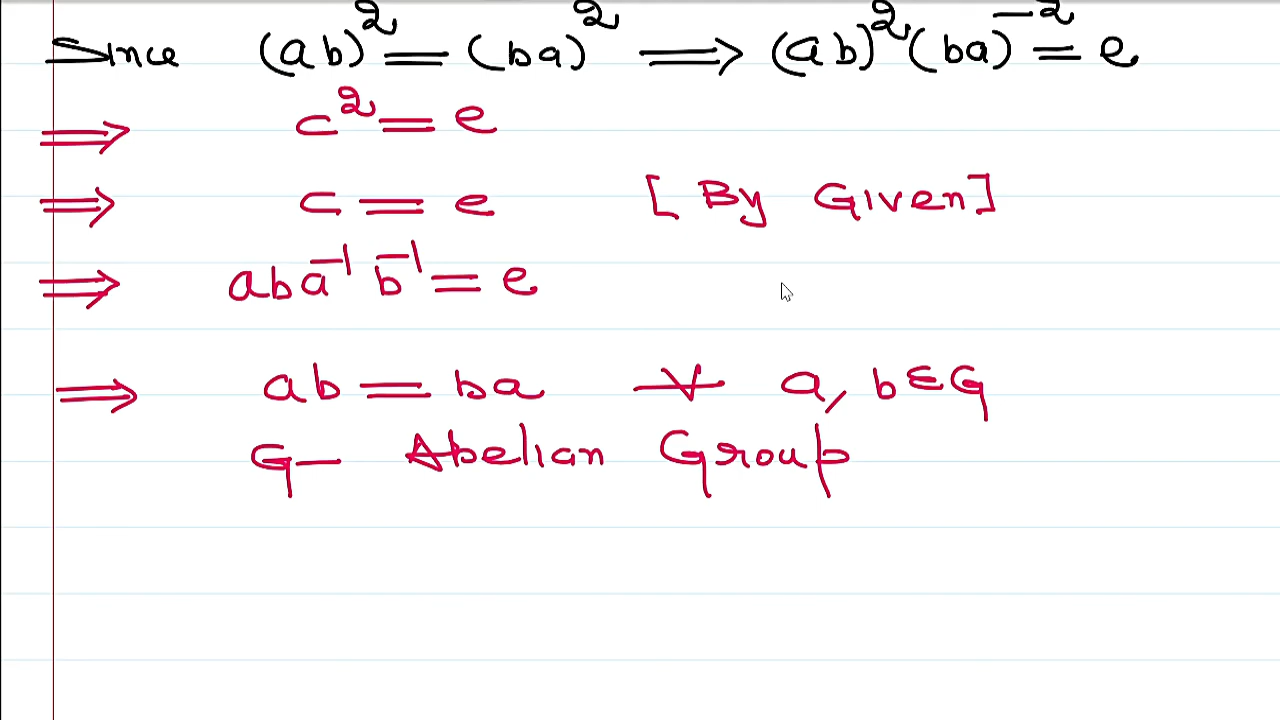 Since (ab)² = (ba)² ⟹ (ab)²(ba)⁻² = e
⟹ c² = e
⟹ c = e [By Given]
⟹ aba⁻¹b⁻¹ = e
⟹ ab = ba ∀ a, b∈G
G— Abelian Group